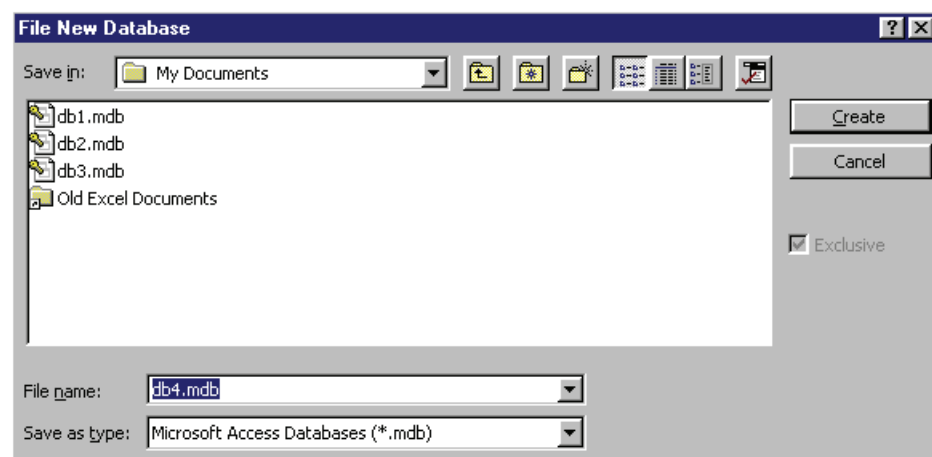 File New Database
Save in: My Documents
db1.mdb
db2.mdb
db3.mdb
Old Excel Documents
Create
Cancel
Exclusive
File name: db4.mdb
Save as type: Microsoft Access Databases (*.mdb)